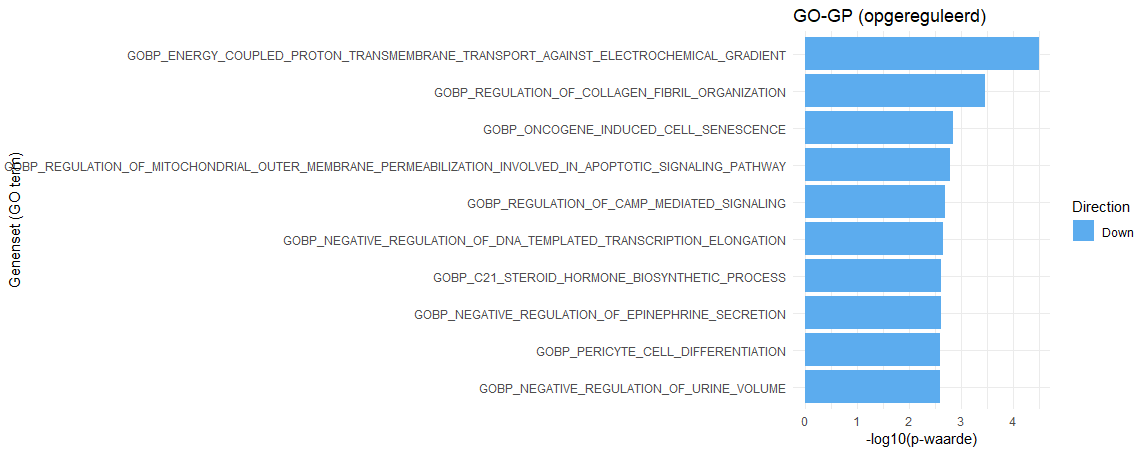 GO-GP (opgereguleerd)
GOBP_ENERGY_COUPLED_PROTON_TRANSMEMBRANE_TRANSPORT_AGAINST_ELECTROCHEMICAL_GRADIENT
GOBP_REGULATION_OF_COLLAGEN_FIBRIL_ORGANIZATION
GOBP_ONCOGENE_INDUCED_CELL_SENESCENCE
GOBP_REGULATION_OF_MITOCHONDRIAL_OUTER_MEMBRANE_PERMEABILIZATION_INVOLVED_IN_APOPTOTIC_SIGNALING_PATHWAY
GOBP_REGULATION_OF_CAMP_MEDIATED_SIGNALING
GOBP_NEGATIVE_REGULATION_OF_DNA_TEMPLATED_TRANSCRIPTION_ELONGATION
GOBP_C21_STEROID_HORMONE_BIOSYNTHETIC_PROCESS
GOBP_NEGATIVE_REGULATION_OF_EPINEPHRINE_SECRETION
GOBP_PERICYTE_CELL_DIFFERENTIATION
GOBP_NEGATIVE_REGULATION_OF_URINE_VOLUME
Genenset (GO term)
0 1 2 3 4
-log10(p-waarde)
Direction
Down